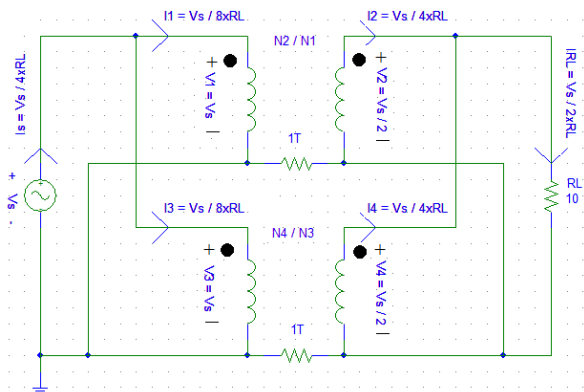 I1 = Vs / 8xRL
I2 = Vs / 4xRL
N2 / N1
Is = Vs / 4xRL
+ V1 = Vs |
+ V2 = Vs / 2 |
IRL = Vs / 2xRL
1T
+ Vs -
I3 = Vs / 8xRL
I4 = Vs / 4xRL
RL
10
N4 / N3
+ V3 = Vs |
+ V4 = Vs / 2 |
1T